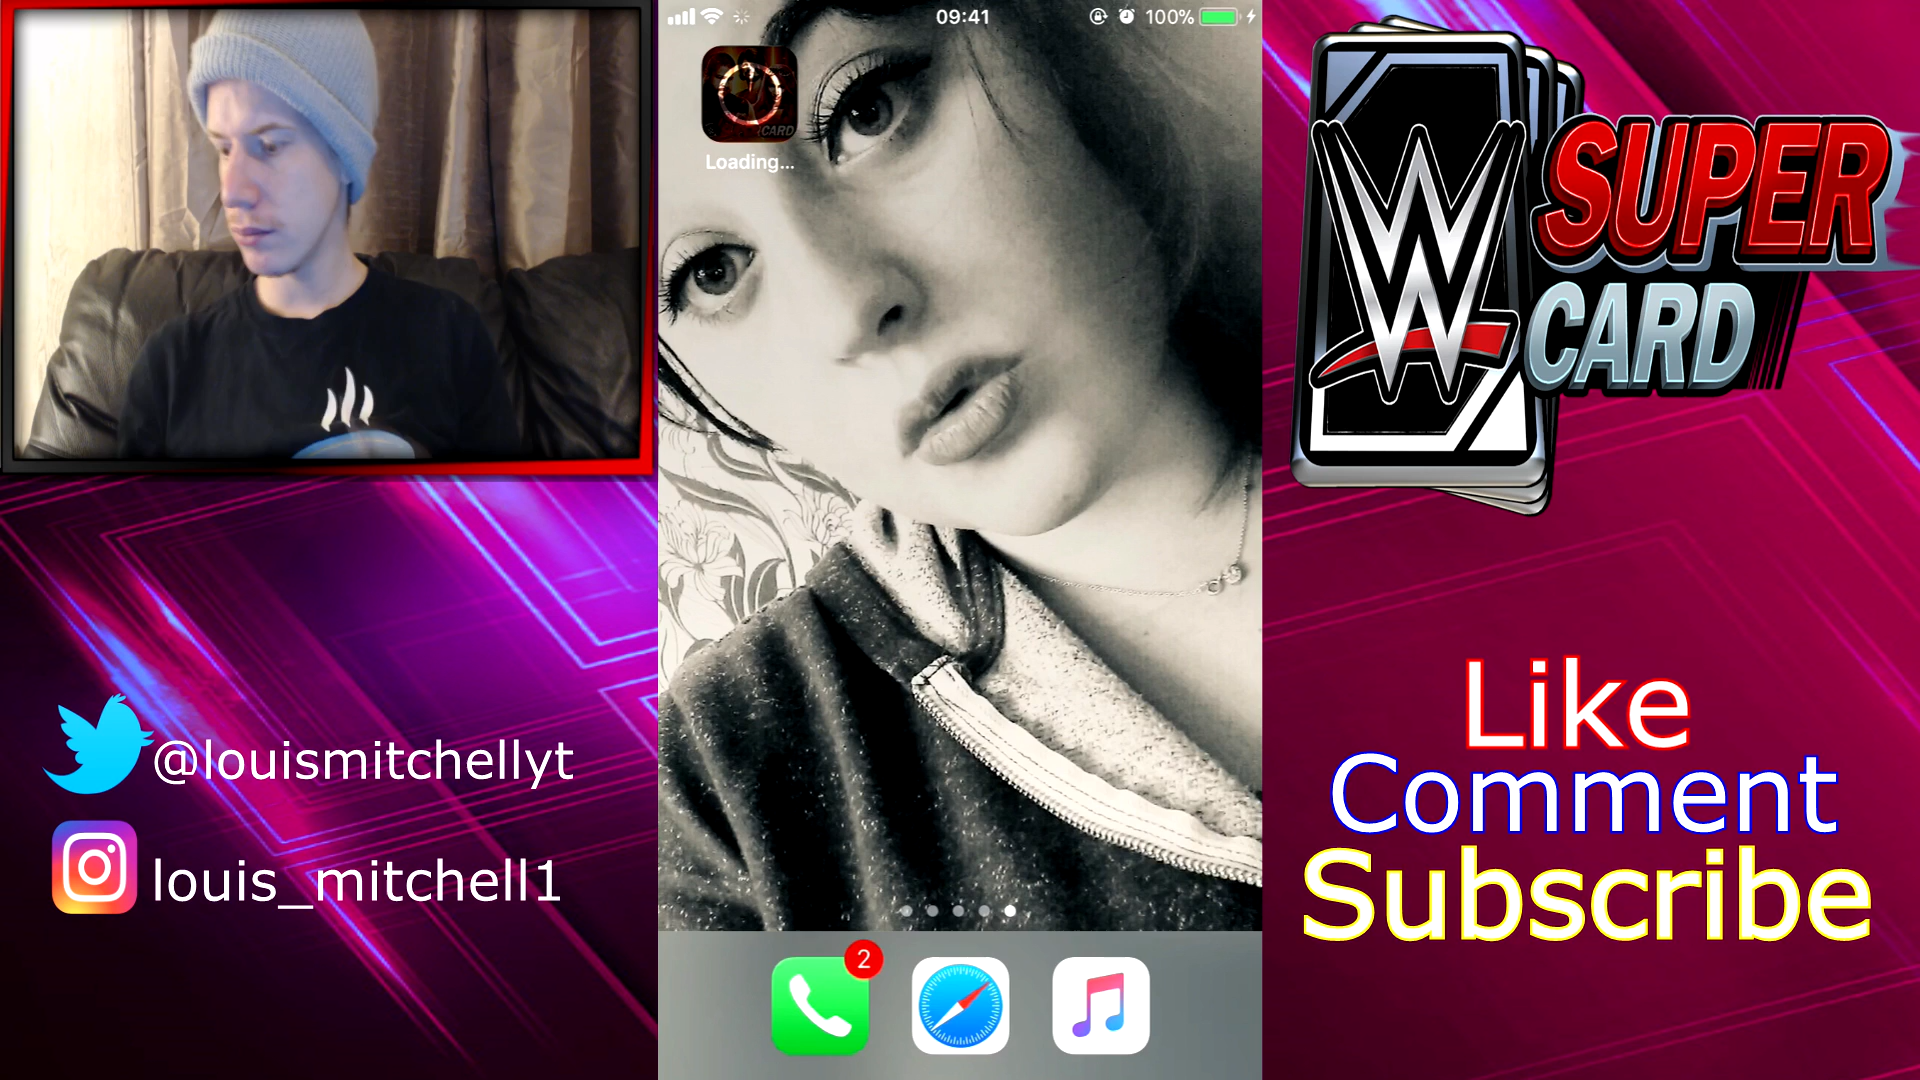 09:41
100%
CARD
Loading...
W
SUPER
CARD
@louismitchellyt
louis_mitchell1
Like
Comment
Subscribe
2